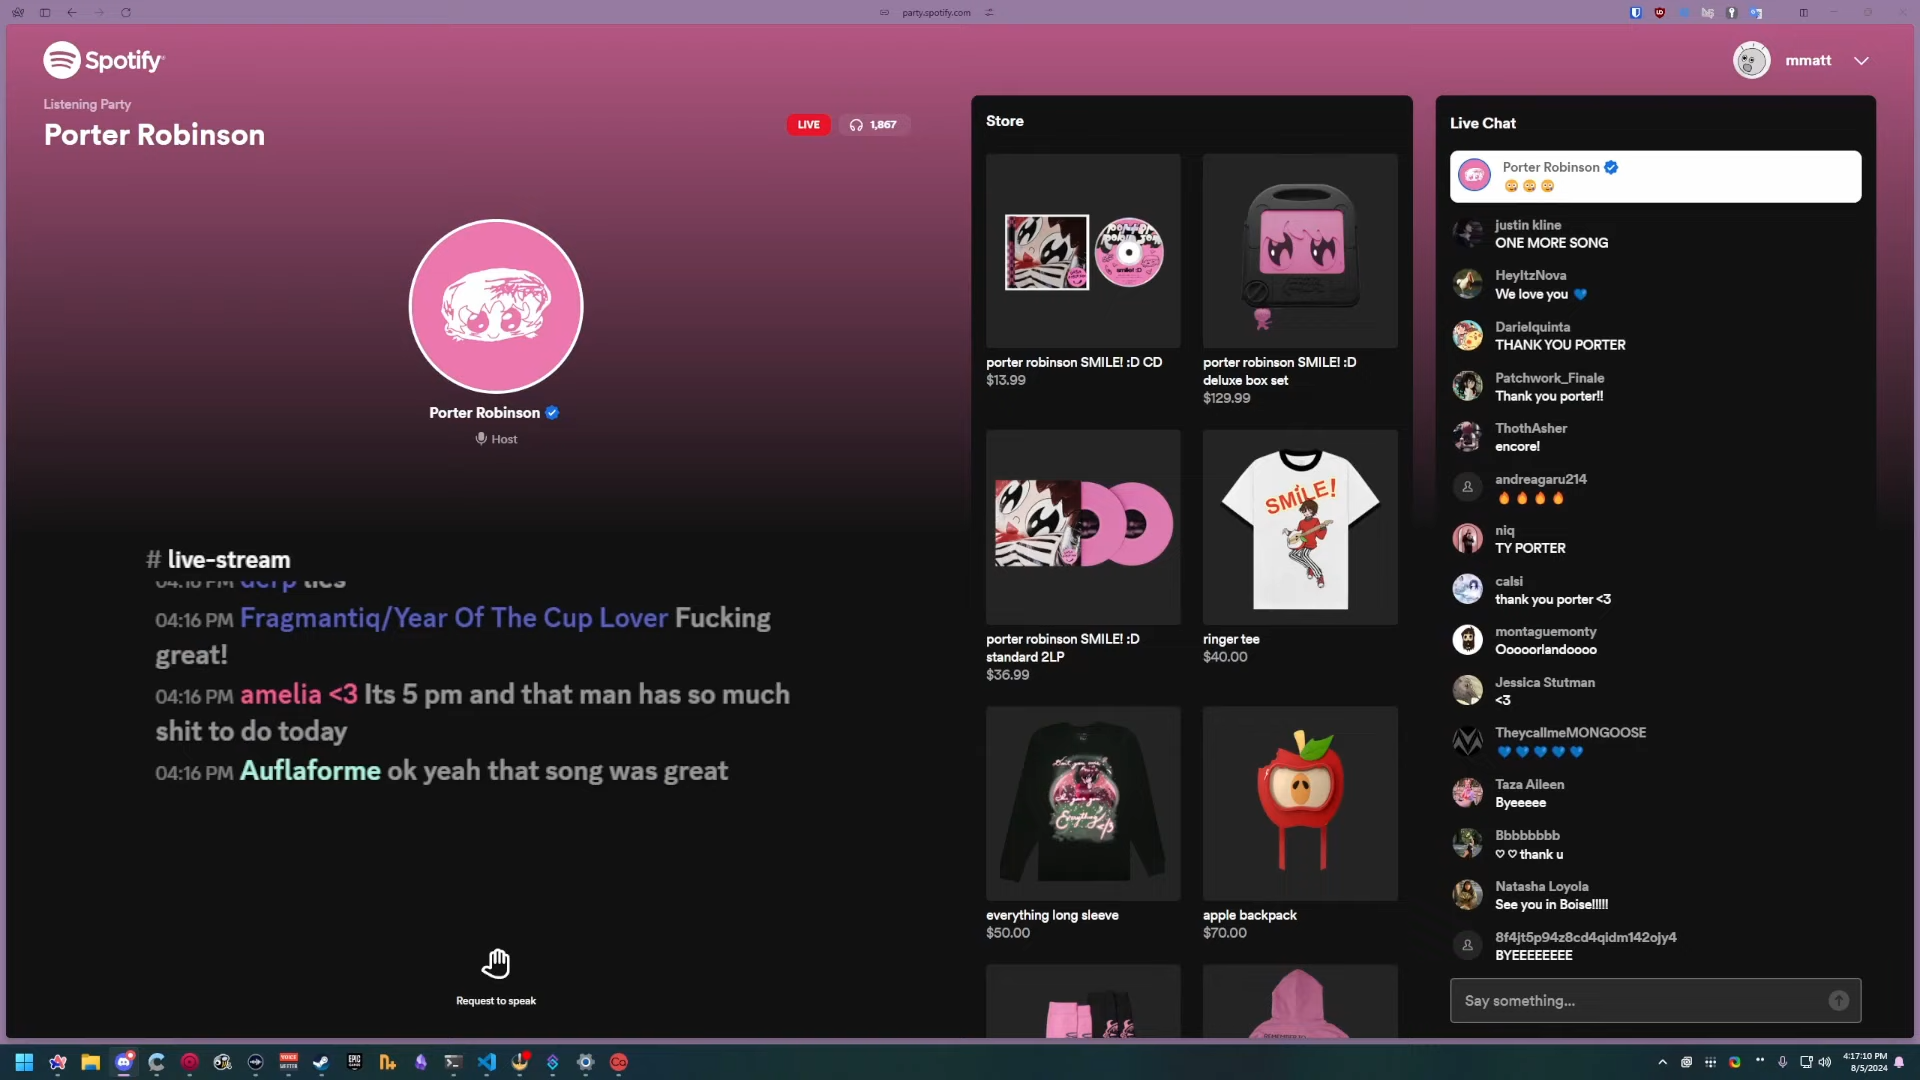 party.spotify.com
Spotify
mmatt
Listening Party
Porter Robinson
LIVE
1,867
Porter Robinson
Host
# live-stream
04:16 PM derp lies
04:16 PM Fragmantiq/Year Of The Cup Lover Fucking
great!
04:16 PM amelia <3 Its 5 pm and that man has so much
shit to do today
04:16 PM Auflaforme ok yeah that song was great
Request to speak
Store
porter robinson SMILE! :D CD
$13.99
porter robinson SMILE! :D
deluxe box set
$129.99
porter robinson SMILE! :D
standard 2LP
$36.99
SMiLE!
ringer tee
$40.00
everything long sleeve
$50.00
apple backpack
$70.00
Live Chat
Porter Robinson
😳 😳 😳
justin kline
ONE MORE SONG
HeyItzNova
We love you 💙
Darielquinta
THANK YOU PORTER
Patchwork_Finale
Thank you porter!!
ThothAsher
encore!
andreagaru214
🔥 🔥 🔥 🔥
niq
TY PORTER
calsi
thank you porter <3
montaguemonty
Ooooorlandoooo
Jessica Stutman
<3
TheycallmeMONGOOSE
💙 💙 💙 💙 💙
Taza Aileen
Byeeeee
Bbbbbbbb
♡ ♡ thank u
Natasha Loyola
See you in Boise!!!!!
8f4jt5p94z8cd4qidm142ojy4
BYEEEEEEEE
Say something...
4:17:10 PM
8/5/2024